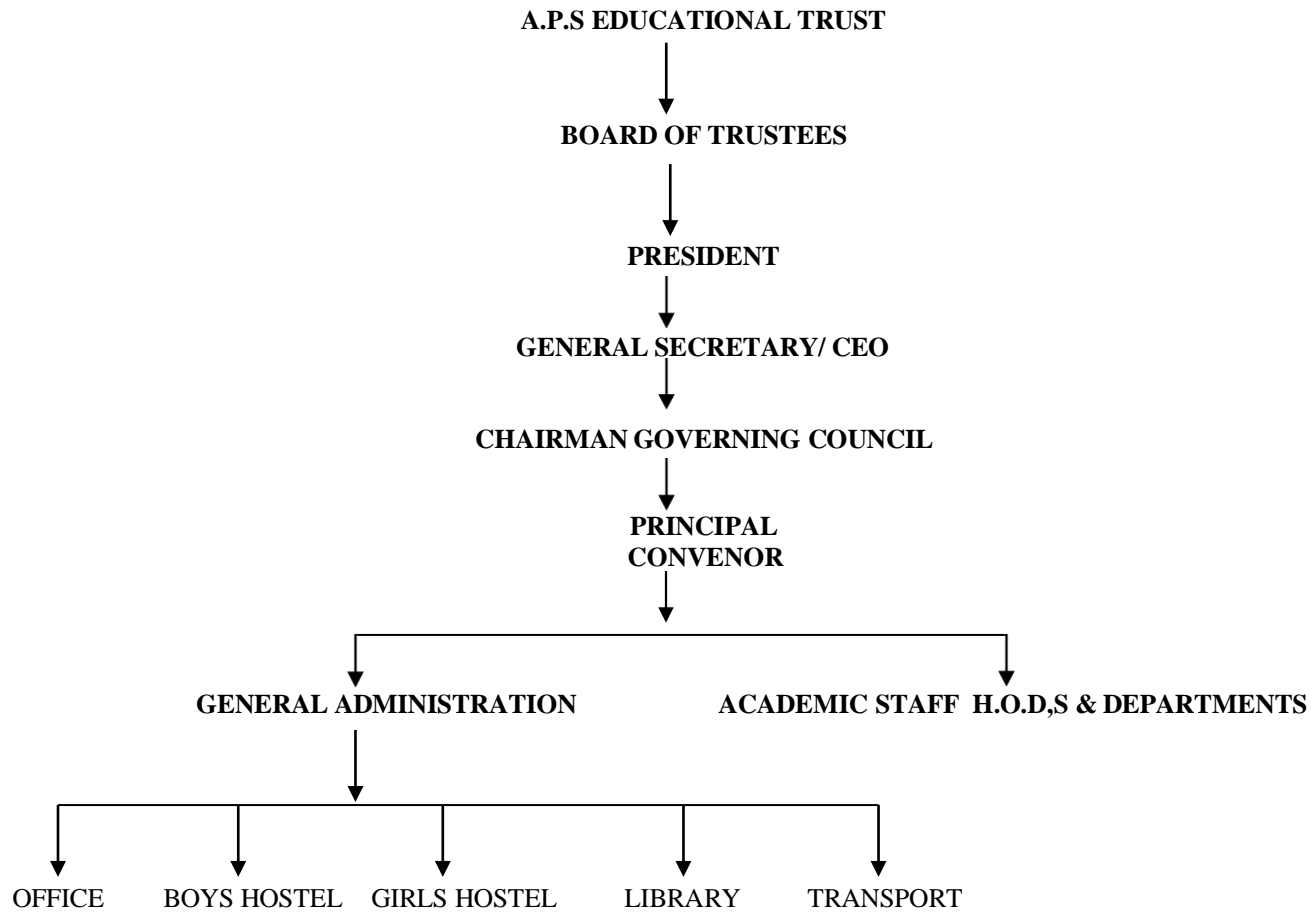 A.P.S EDUCATIONAL TRUST
BOARD OF TRUSTEES
PRESIDENT
GENERAL SECRETARY/ CEO
CHAIRMAN GOVERNING COUNCIL
PRINCIPAL
CONVENOR
GENERAL ADMINISTRATION ACADEMIC STAFF H.O.D,S & DEPARTMENTS
OFFICE BOYS HOSTEL GIRLS HOSTEL LIBRARY TRANSPORT